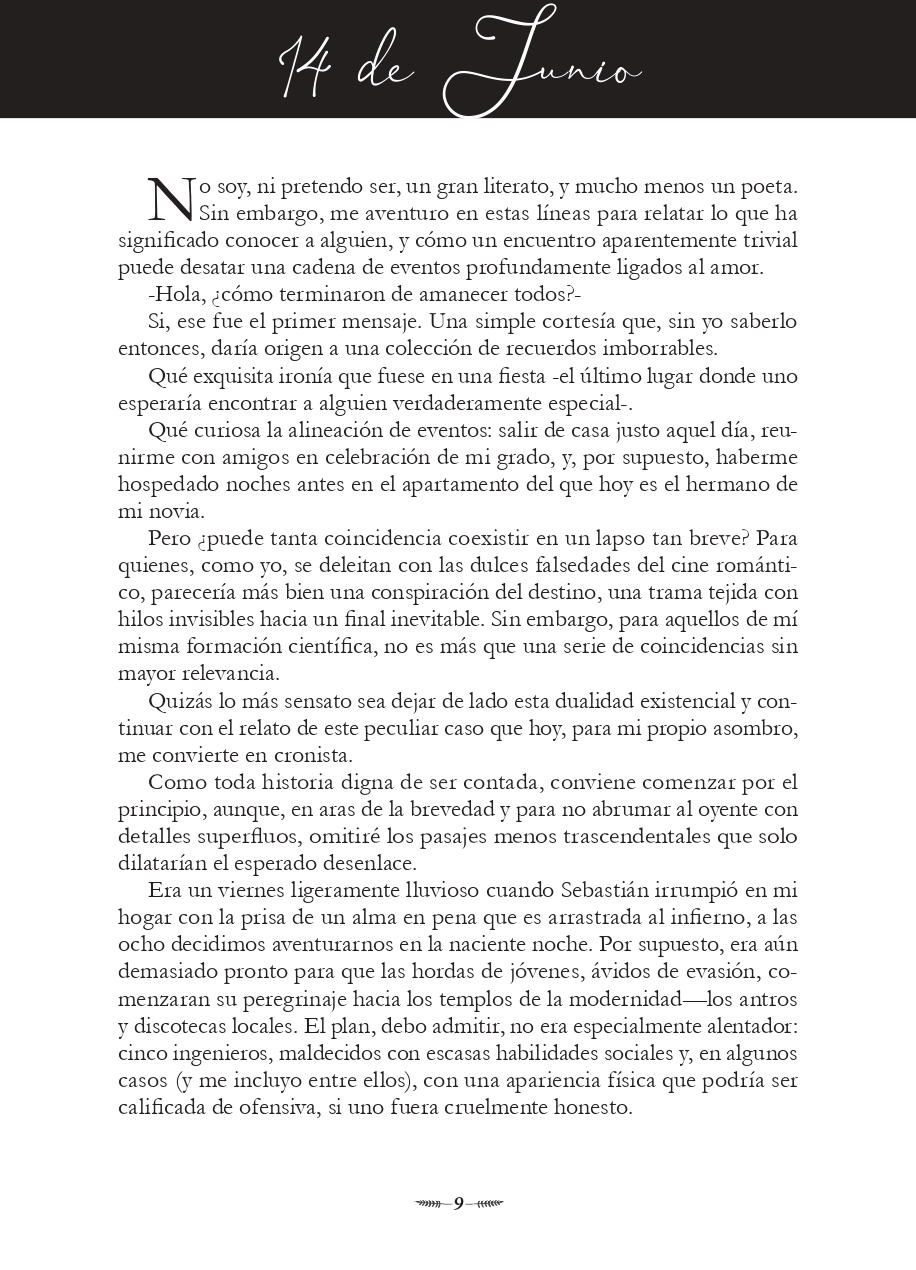 14 de Junio
No soy, ni pretendo ser, un gran literato, y mucho menos un poeta.
Sin embargo, me aventuro en estas líneas para relatar lo que ha
significado conocer a alguien, y cómo un encuentro aparentemente trivial
puede desatar una cadena de eventos profundamente ligados al amor.
-Hola, ¿cómo terminaron de amanecer todos?-
Si, ese fue el primer mensaje. Una simple cortesía que, sin yo saberlo
entonces, daría origen a una colección de recuerdos imborrables.
Qué exquisita ironía que fuese en una fiesta -el último lugar donde uno
esperaría encontrar a alguien verdaderamente especial-.
Qué curiosa la alineación de eventos: salir de casa justo aquel día, reu-
nirme con amigos en celebración de mi grado, y, por supuesto, haberme
hospedado noches antes en el apartamento del que hoy es el hermano de
mi novia.
Pero ¿puede tanta coincidencia coexistir en un lapso tan breve? Para
quienes, como yo, se deleitan con las dulces falsedades del cine románti-
co, parecería más bien una conspiración del destino, una trama tejida con
hilos invisibles hacia un final inevitable. Sin embargo, para aquellos de mí
misma formación científica, no es más que una serie de coincidencias sin
mayor relevancia.
Quizás lo más sensato sea dejar de lado esta dualidad existencial y con-
tinuar con el relato de este peculiar caso que hoy, para mi propio asombro,
me convierte en cronista.
Como toda historia digna de ser contada, conviene comenzar por el
principio, aunque, en aras de la brevedad y para no abrumar al oyente con
detalles superfluos, omitiré los pasajes menos trascendentales que solo
dilatarían el esperado desenlace.
Era un viernes ligeramente lluvioso cuando Sebastián irrumpió en mi
hogar con la prisa de un alma en pena que es arrastrada al infierno, a las
ocho decidimos aventurarnos en la naciente noche. Por supuesto, era aún
demasiado pronto para que las hordas de jóvenes, ávidos de evasión, co-
menzaran su peregrinaje hacia los templos de la modernidad—los antros
y discotecas locales. El plan, debo admitir, no era especialmente alentador:
cinco ingenieros, maldecidos con escasas habilidades sociales y, en algunos
casos (y me incluyo entre ellos), con una apariencia física que podría ser
calificada de ofensiva, si uno fuera cruelmente honesto.
9